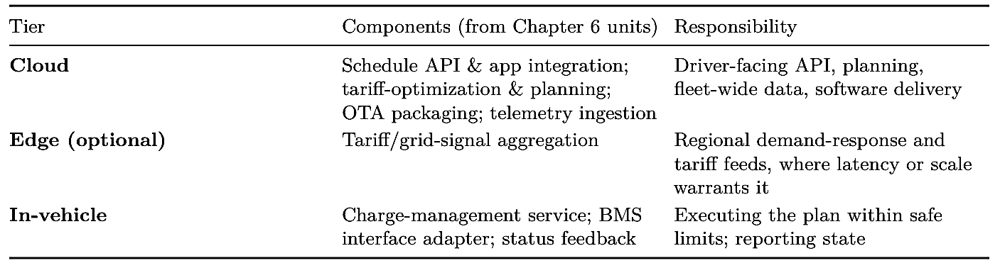 Tier Components (from Chapter 6 units) Responsibility
Cloud Schedule API & app integration; Driver-facing API, planning,
tariff-optimization & planning; fleet-wide data, software delivery
OTA packaging; telemetry ingestion
Edge (optional) Tariff/grid-signal aggregation Regional demand-response and
tariff feeds, where latency or scale
warrants it
In-vehicle Charge-management service; BMS Executing the plan within safe
interface adapter; status feedback limits; reporting state